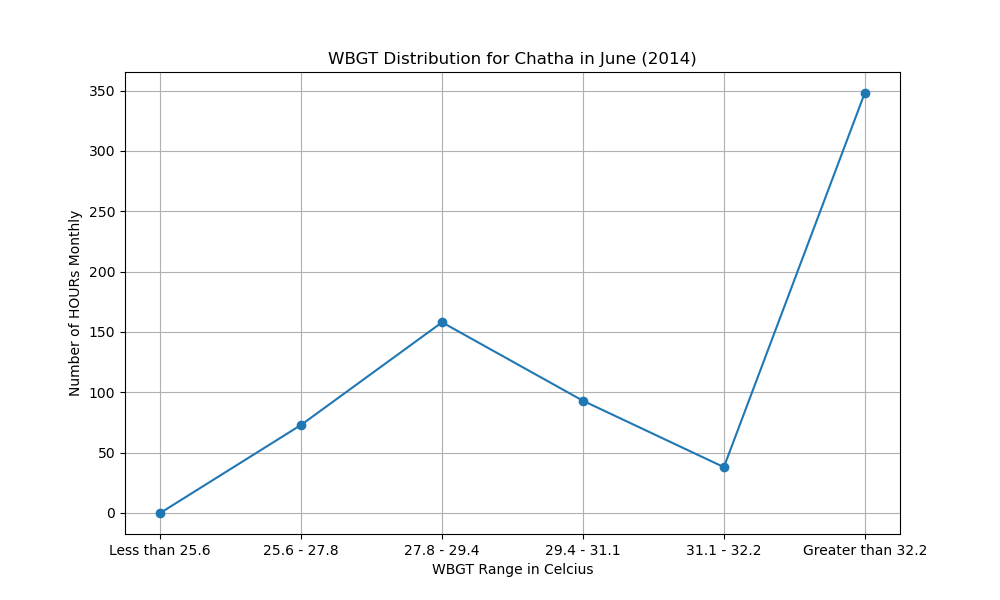 WBGT Distribution for Chatha in June (2014)
350
300
250
200
150
100
50
0
Number of HOURs Monthly
Less than 25.6
25.6 - 27.8
27.8 - 29.4
29.4 - 31.1
31.1 - 32.2
Greater than 32.2
WBGT Range in Celcius